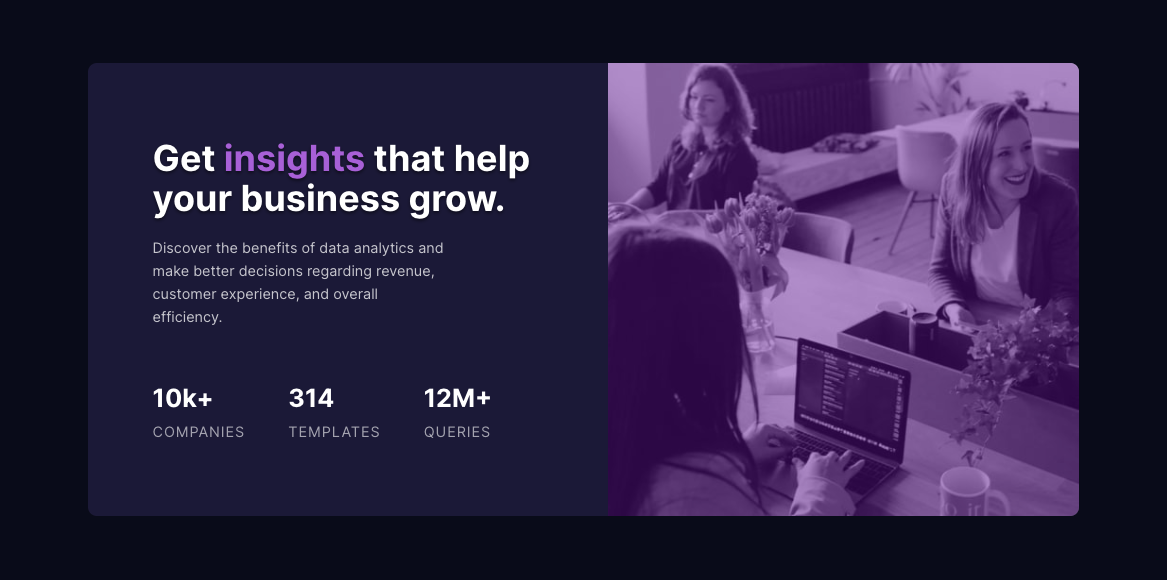 Get insights that help
your business grow.
Discover the benefits of data analytics and
make better decisions regarding revenue,
customer experience, and overall
efficiency.
10k+ 314 12M+
COMPANIES TEMPLATES QUERIES